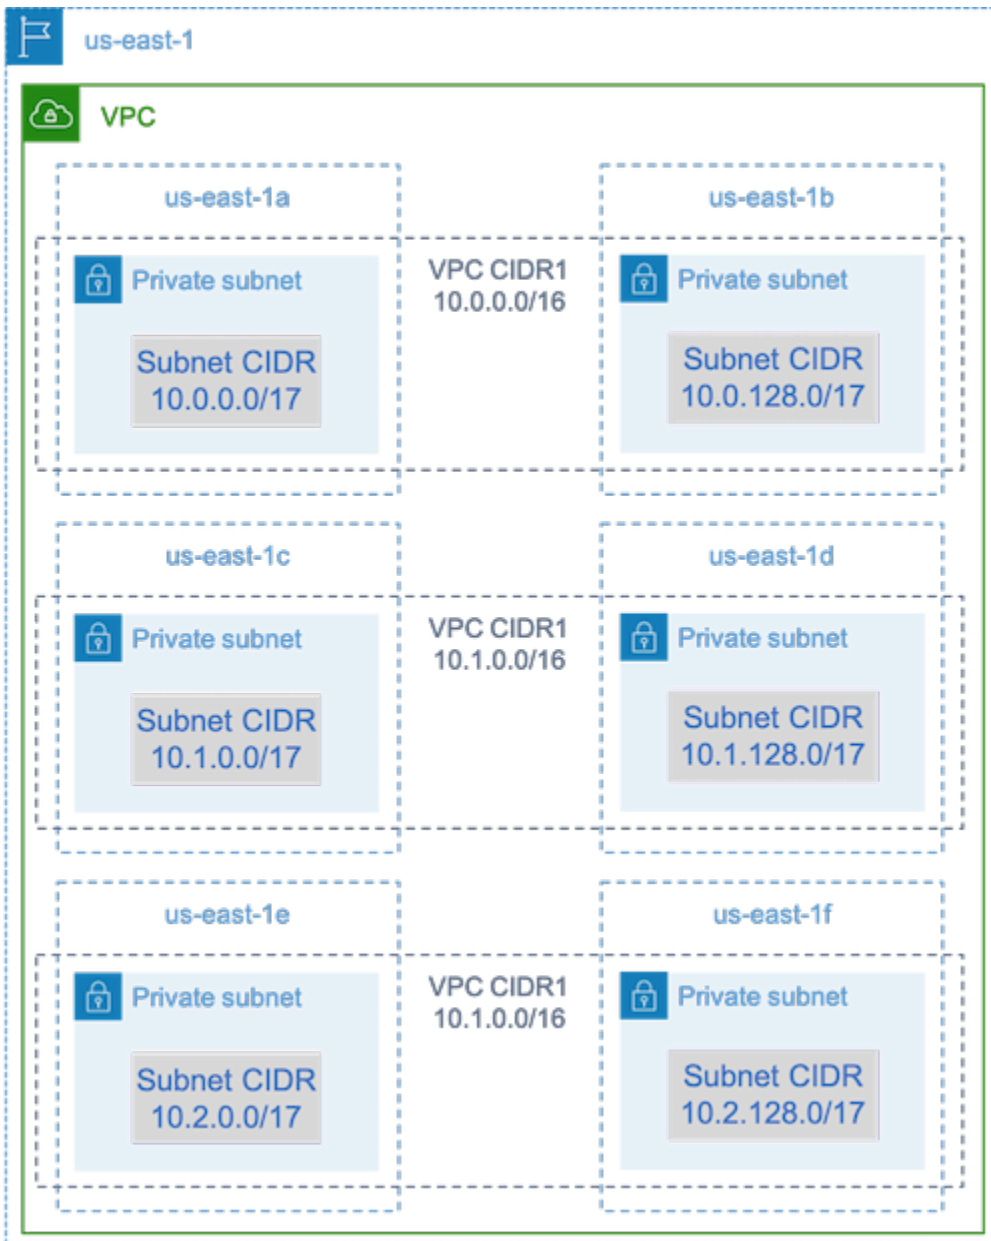 us-east-1
VPC
us-east-1a
us-east-1b
Private subnet
VPC CIDR1
10.0.0.0/16
Private subnet
Subnet CIDR
10.0.0.0/17
Subnet CIDR
10.0.128.0/17
us-east-1c
us-east-1d
Private subnet
VPC CIDR1
10.1.0.0/16
Private subnet
Subnet CIDR
10.1.0.0/17
Subnet CIDR
10.1.128.0/17
us-east-1e
us-east-1f
Private subnet
VPC CIDR1
10.1.0.0/16
Private subnet
Subnet CIDR
10.2.0.0/17
Subnet CIDR
10.2.128.0/17